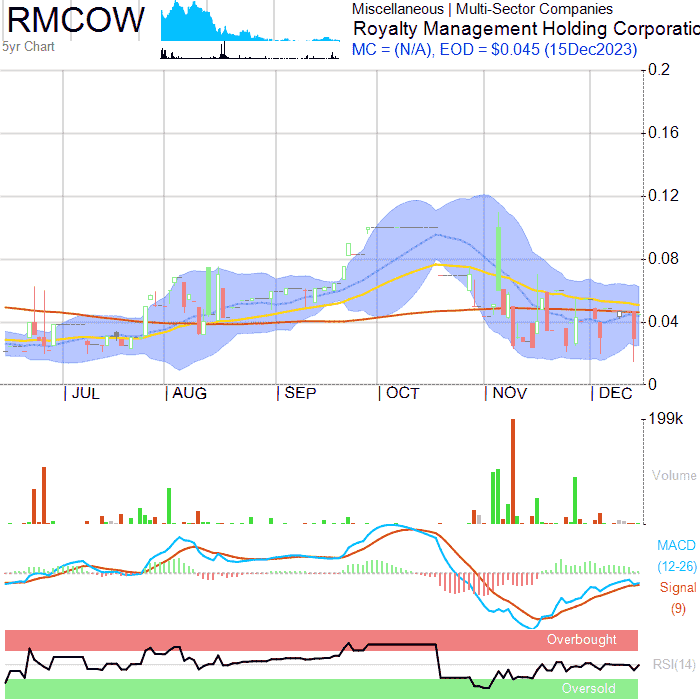 RMCOW
5yr Chart
Miscellaneous | Multi-Sector Companies
Royalty Management Holding Corporatio
MC = (N/A), EOD = $0.045 (15Dec2023)
0.2
0.16
0.12
0.08
0.04
0
JUL
AUG
SEP
OCT
NOV
DEC
199k
Volume
MACD
(12-26)
Signal
(9)
Overbought
RSI(14)
Oversold